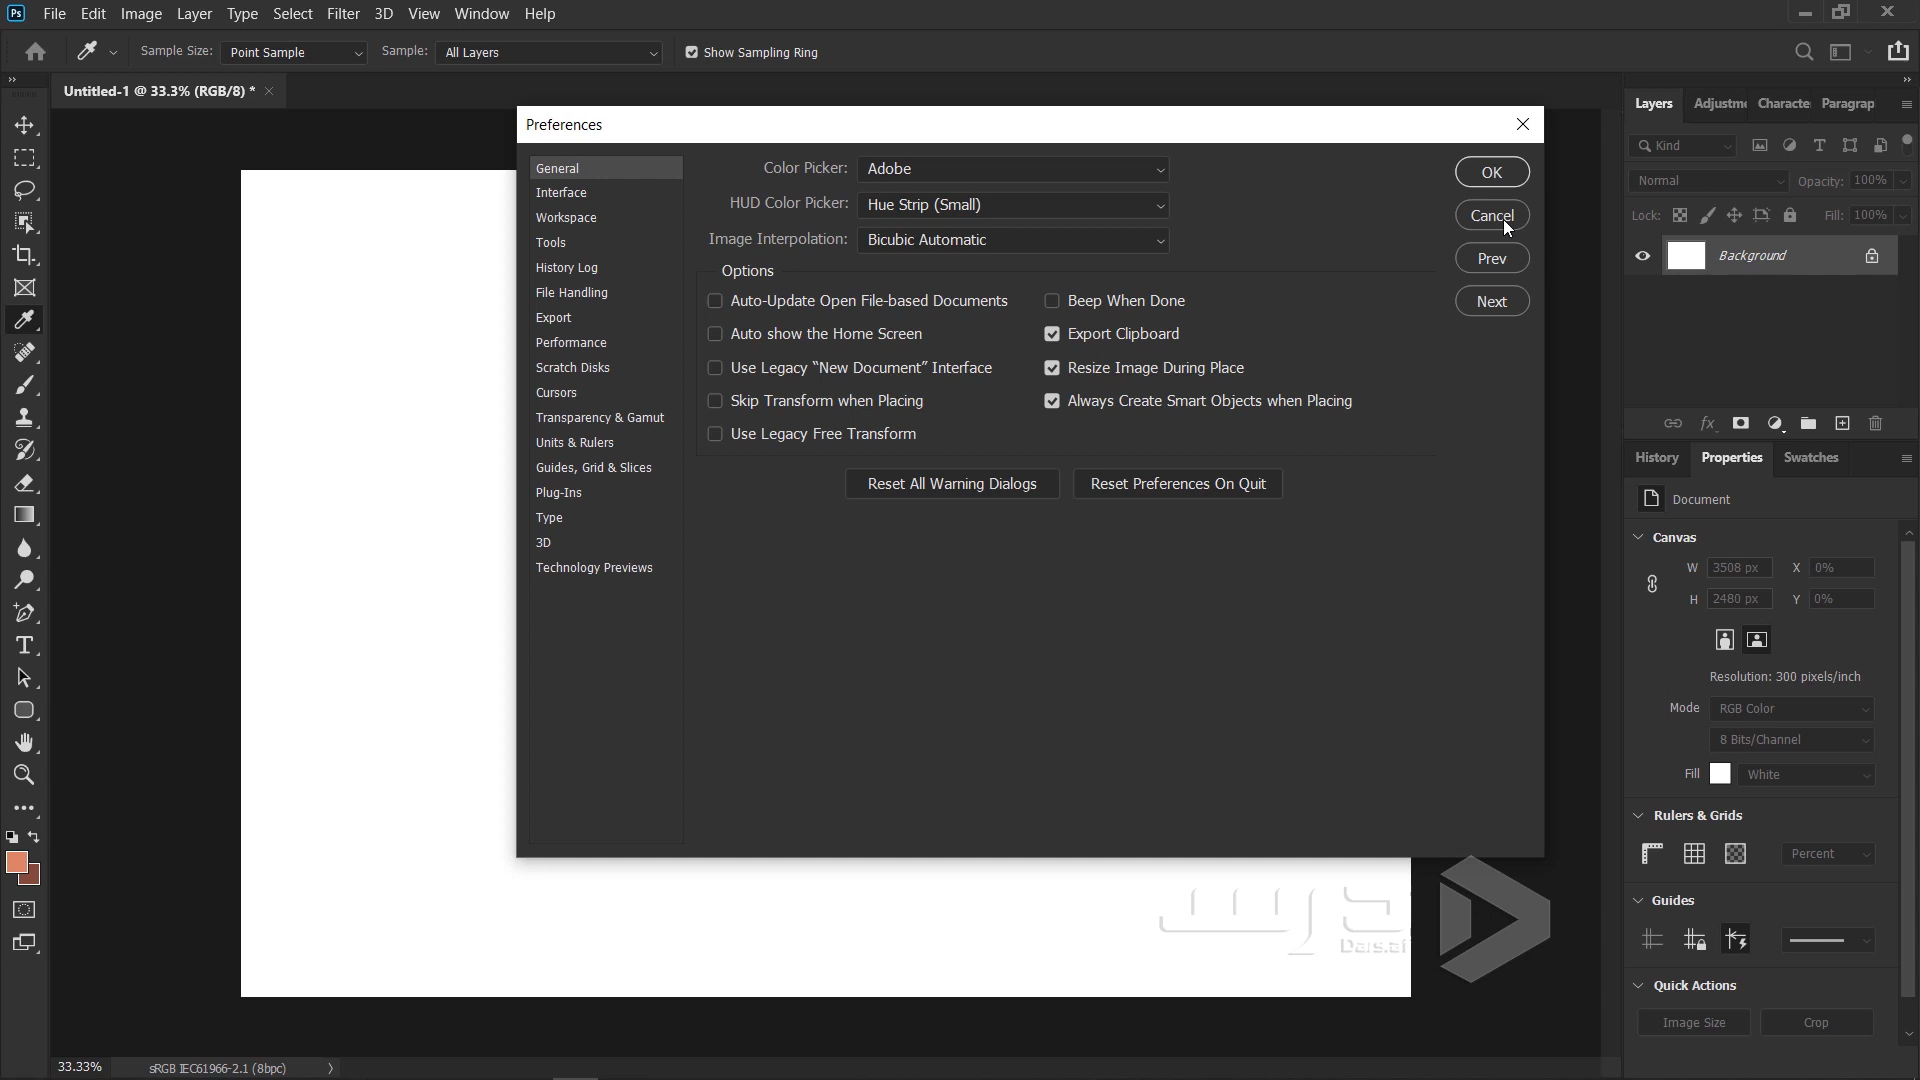 Ps File Edit Image Layer Type Select Filter 3D View Window Help
Sample Size: Point Sample Sample: All Layers Show Sampling Ring
Untitled-1 @ 33.3% (RGB/8) *
Preferences
General
Interface
Workspace
Tools
History Log
File Handling
Export
Performance
Scratch Disks
Cursors
Transparency & Gamut
Units & Rulers
Guides, Grid & Slices
Plug-Ins
Type
3D
Technology Previews
Color Picker: Adobe
HUD Color Picker: Hue Strip (Small)
Image Interpolation: Bicubic Automatic
Options
Auto-Update Open File-based Documents
Auto show the Home Screen
Use Legacy “New Document” Interface
Skip Transform when Placing
Use Legacy Free Transform
Beep When Done
Export Clipboard
Resize Image During Place
Always Create Smart Objects when Placing
Reset All Warning Dialogs Reset Preferences On Quit
OK
Cancel
Prev
Next
Layers Adjustme Characte Paragrap
Kind
Normal Opacity: 100%
Lock: Fill: 100%
Background
fx
History Properties Swatches
Document
Canvas
W 3508 px X 0%
H 2480 px Y 0%
Resolution: 300 pixels/inch
Mode RGB Color
8 Bits/Channel
Fill White
Rulers & Grids
Percent
Guides
Quick Actions
Image Size Crop
درس
Dars.af
33.33% sRGB IEC61966-2.1 (8bpc)